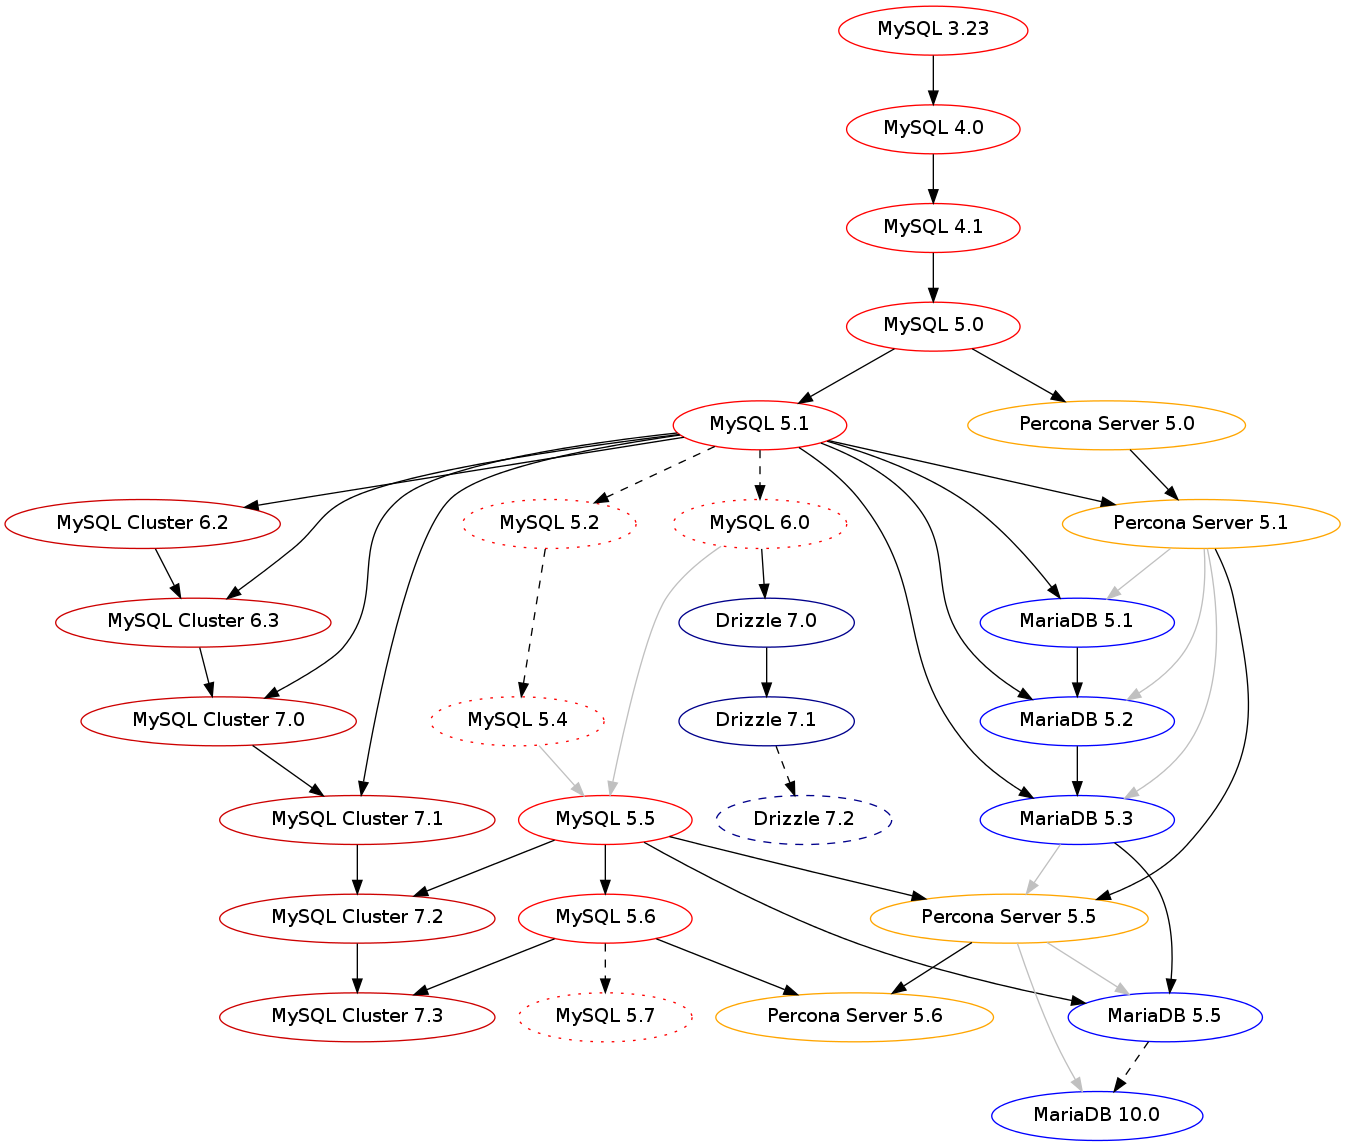 MySQL 3.23
MySQL 4.0
MySQL 4.1
MySQL 5.0
MySQL 5.1
Percona Server 5.0
MySQL Cluster 6.2
MySQL 5.2
MySQL 6.0
Percona Server 5.1
MySQL Cluster 6.3
Drizzle 7.0
MariaDB 5.1
MySQL Cluster 7.0
MySQL 5.4
Drizzle 7.1
MariaDB 5.2
MySQL Cluster 7.1
MySQL 5.5
Drizzle 7.2
MariaDB 5.3
MySQL Cluster 7.2
MySQL 5.6
Percona Server 5.5
MySQL Cluster 7.3
MySQL 5.7
Percona Server 5.6
MariaDB 5.5
MariaDB 10.0